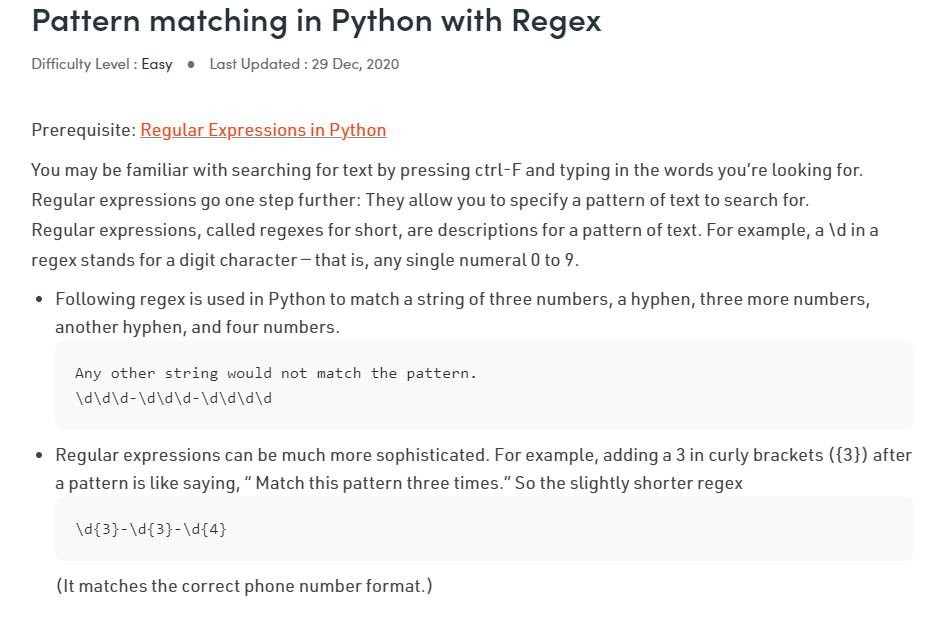 Pattern matching in Python with Regex
Difficulty Level : Easy ● Last Updated : 29 Dec, 2020
Prerequisite: Regular Expressions in Python
You may be familiar with searching for text by pressing ctrl-F and typing in the words you’re looking for.
Regular expressions go one step further: They allow you to specify a pattern of text to search for.
Regular expressions, called regexes for short, are descriptions for a pattern of text. For example, a \d in a
regex stands for a digit character — that is, any single numeral 0 to 9.
• Following regex is used in Python to match a string of three numbers, a hyphen, three more numbers,
another hyphen, and four numbers.
Any other string would not match the pattern.
\d\d\d-\d\d\d-\d\d\d\d
• Regular expressions can be much more sophisticated. For example, adding a 3 in curly brackets ({3}) after
a pattern is like saying, “ Match this pattern three times.” So the slightly shorter regex
\d{3}-\d{3}-\d{4}
(It matches the correct phone number format.)